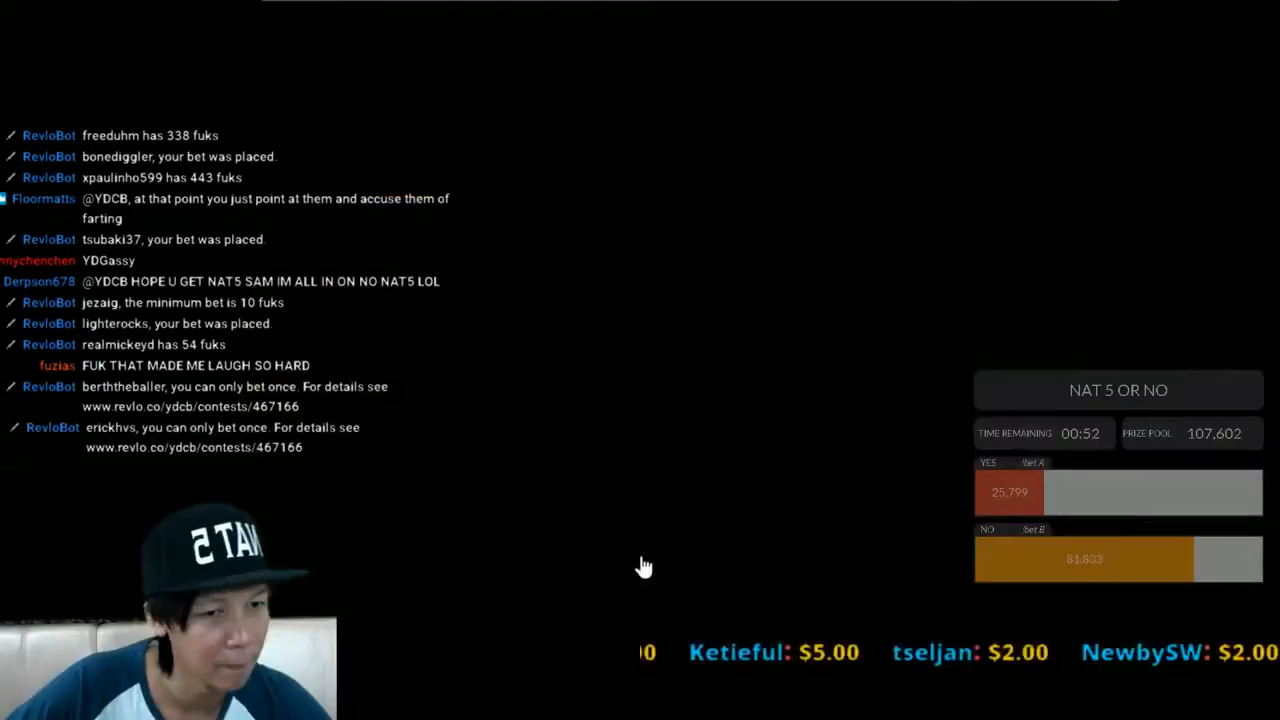 RevloBot freeduhm has 338 fuks
RevloBot bonediggler, your bet was placed.
RevloBot xpaulinho599 has 443 fuks
Floormatts @YDCB, at that point you just point at them and accuse them of
farting
RevloBot tsubaki37, your bet was placed.
nnychenchen YDGassy
Derpson678 @YDCB HOPE U GET NAT5 SAM IM ALL IN ON NO NAT5 LOL
RevloBot jezaig, the minimum bet is 10 fuks
RevloBot lighterocks, your bet was placed.
RevloBot realmickeyd has 54 fuks
fuzias FUK THAT MADE ME LAUGH SO HARD
RevloBot berththeballer, you can only bet once. For details see
www.revlo.co/ydcb/contests/467166
RevloBot erickhvs, you can only bet once. For details see
www.revlo.co/ydcb/contests/467166
NAT 5 OR NO
TIME REMAINING 00:52 PRIZE POOL 107,602
YES !bet A
25,799
NO !bet B
81,803
NAT 5
00 Ketieful: $5.00 tseljan: $2.00 NewbySW: $2.00